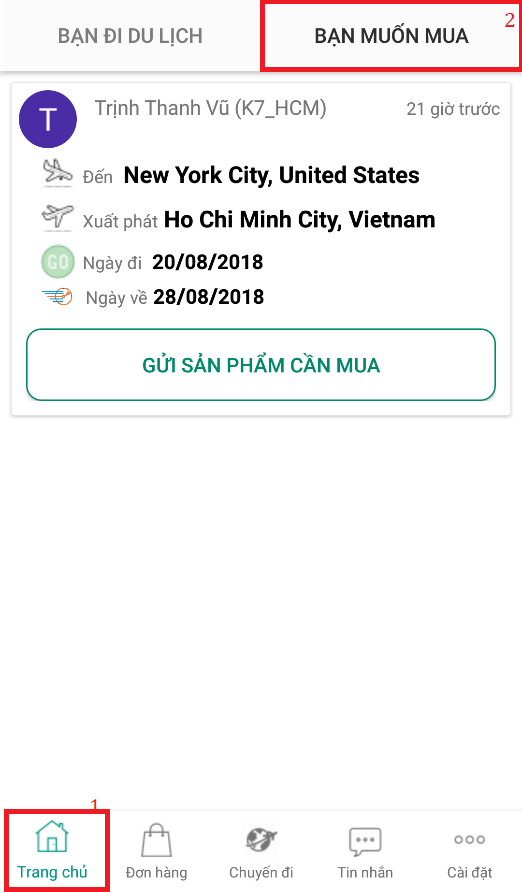 BẠN ĐI DU LỊCH
BẠN MUỐN MUA
2
T
Trịnh Thanh Vũ (K7_HCM)
21 giờ trước
Đến New York City, United States
Xuất phát Ho Chi Minh City, Vietnam
GO Ngày đi 20/08/2018
Ngày về 28/08/2018
GỬI SẢN PHẨM CẦN MUA
1
Trang chủ
Đơn hàng
Chuyến đi
Tin nhắn
Cài đặt